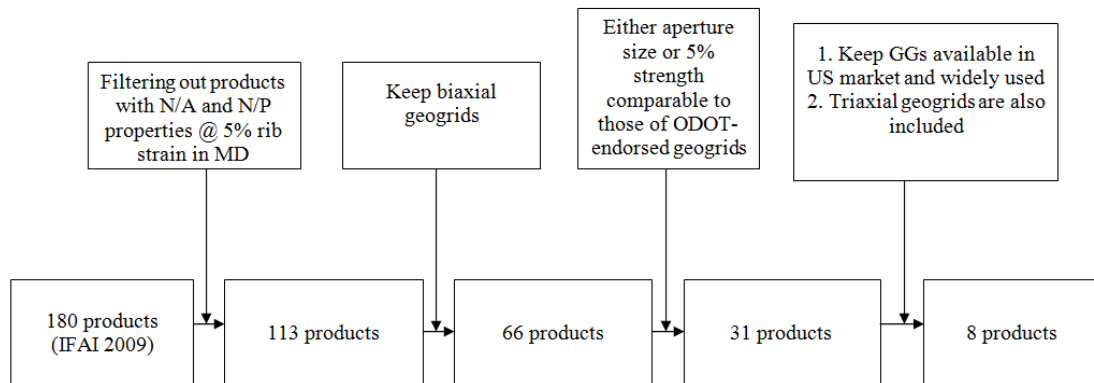 Filtering out products
with N/A and N/P
properties @ 5% rib
strain in MD
Keep biaxial
geogrids
Either aperture
size or 5%
strength
comparable to
those of ODOT-
endorsed geogrids
1. Keep GGs available in
US market and widely used
2. Triaxial geogrids are also
included
180 products
(IFAI 2009)
113 products
66 products
31 products
8 products